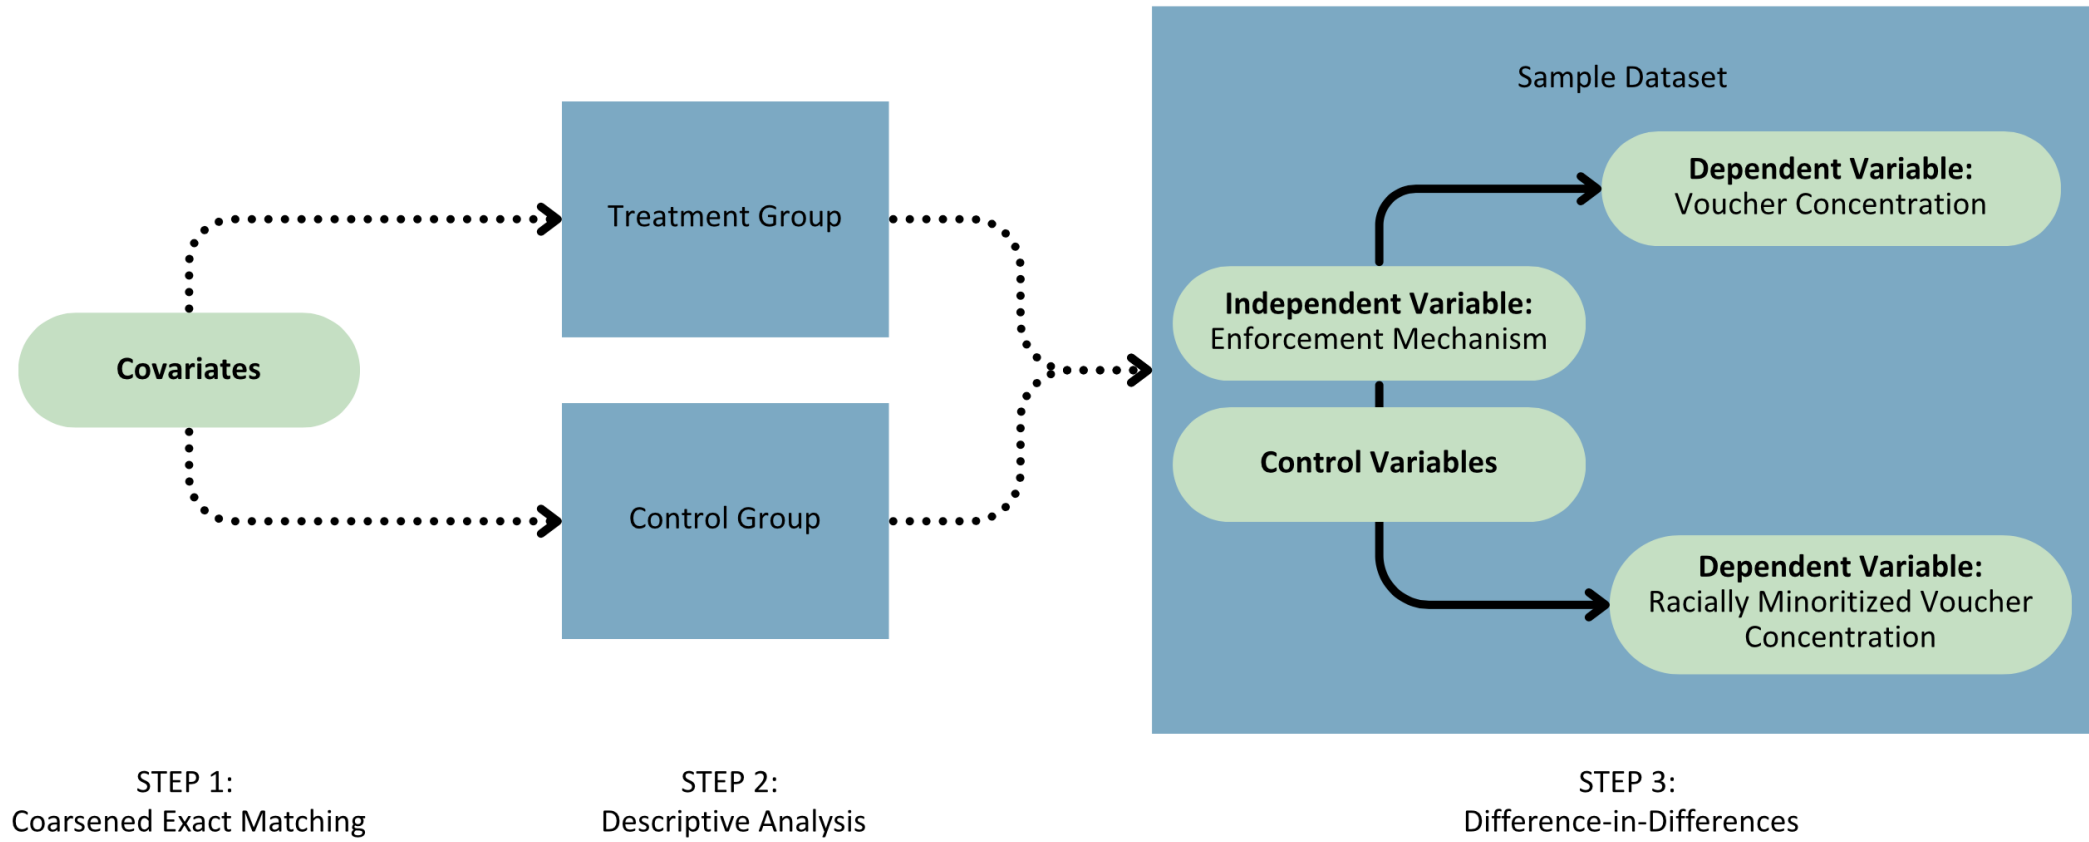 Covariates
Treatment Group
Control Group
Sample Dataset
Dependent Variable:
Voucher Concentration
Independent Variable:
Enforcement Mechanism
Control Variables
Dependent Variable:
Racially Minoritized Voucher
Concentration
STEP 1:
Coarsened Exact Matching
STEP 2:
Descriptive Analysis
STEP 3:
Difference-in-Differences